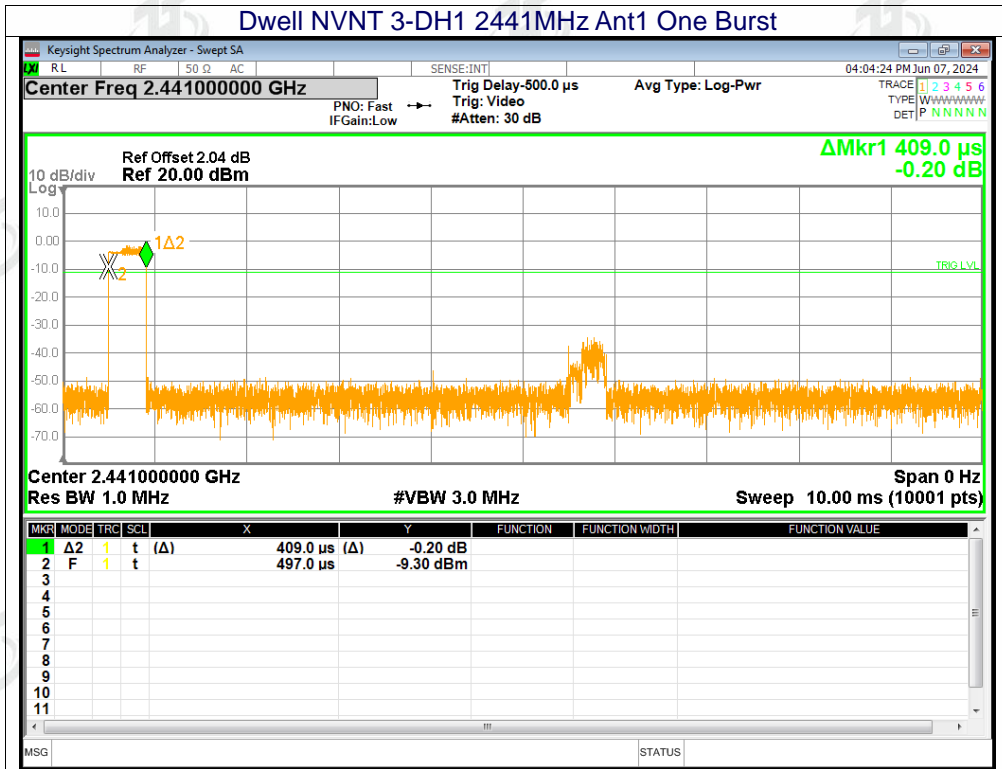 Dwell NVNT 3-DH1 2441MHz Ant1 One Burst
Keysight Spectrum Analyzer - Swept SA
LXI RL RF 50 Ω AC SENSE:INT 04:04:24 PM Jun 07, 2024
Center Freq 2.441000000 GHz
PNO: Fast
IFGain:Low
Trig Delay-500.0 µs
Trig: Video
#Atten: 30 dB
Avg Type: Log-Pwr
TRACE 1 2 3 4 5 6
TYPE WWWWWWW
DET P N N N N N
ΔMkr1 409.0 µs
-0.20 dB
Ref Offset 2.04 dB
10 dB/div Ref 20.00 dBm
Log
10.0
0.00
-10.0
-20.0
-30.0
-40.0
-50.0
-60.0
-70.0
1Δ2
2
TRIG LVL
Center 2.441000000 GHz Span 0 Hz
Res BW 1.0 MHz #VBW 3.0 MHz Sweep 10.00 ms (10001 pts)
MKR MODE TRC SCL X Y FUNCTION FUNCTION WIDTH FUNCTION VALUE
1 Δ2 1 t (Δ) 409.0 µs (Δ) -0.20 dB
2 F 1 t 497.0 µs -9.30 dBm
3
4
5
6
7
8
9
10
11
MSG STATUS